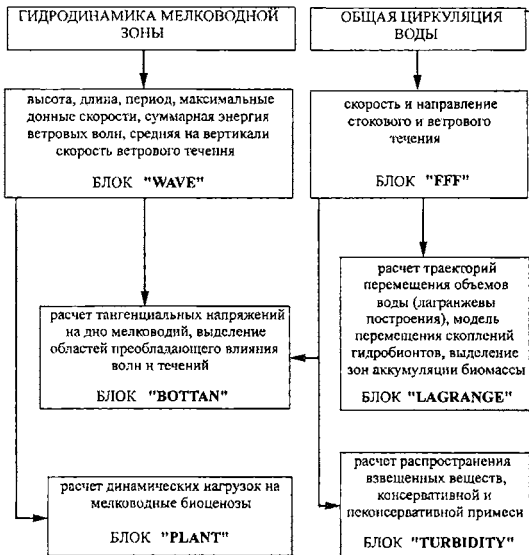 ГИДРОДИНАМИКА МЕЛКОВОДНОЙ
ЗОНЫ
ОБЩАЯ ЦИРКУЛЯЦИЯ
ВОДЫ
высота, длина, период, максимальные
донные скорости, суммарная энергия
ветровых волн, средняя на вертикали
скорость ветрового течения
БЛОК "WAVE"
скорость и направление
стокового и ветрового
течения
БЛОК "FFF"
расчет тангенциальных напряжений
на дно мелководий, выделение
областей преобладающего влияния
волн и течений
БЛОК "BOTTAN"
расчет траекторий
перемещения объемов
воды (лагранжевы
построения), модель
перемещения скоплений
гидробионтов, выделение
зон аккумуляции биомассы
БЛОК "LAGRANGE"
расчет динамических нагрузок на
мелководные биоценозы
БЛОК "PLANT"
расчет распространения
взвешенных веществ,
консервативной и
неконсервативной примеси
БЛОК "TURBIDITY"